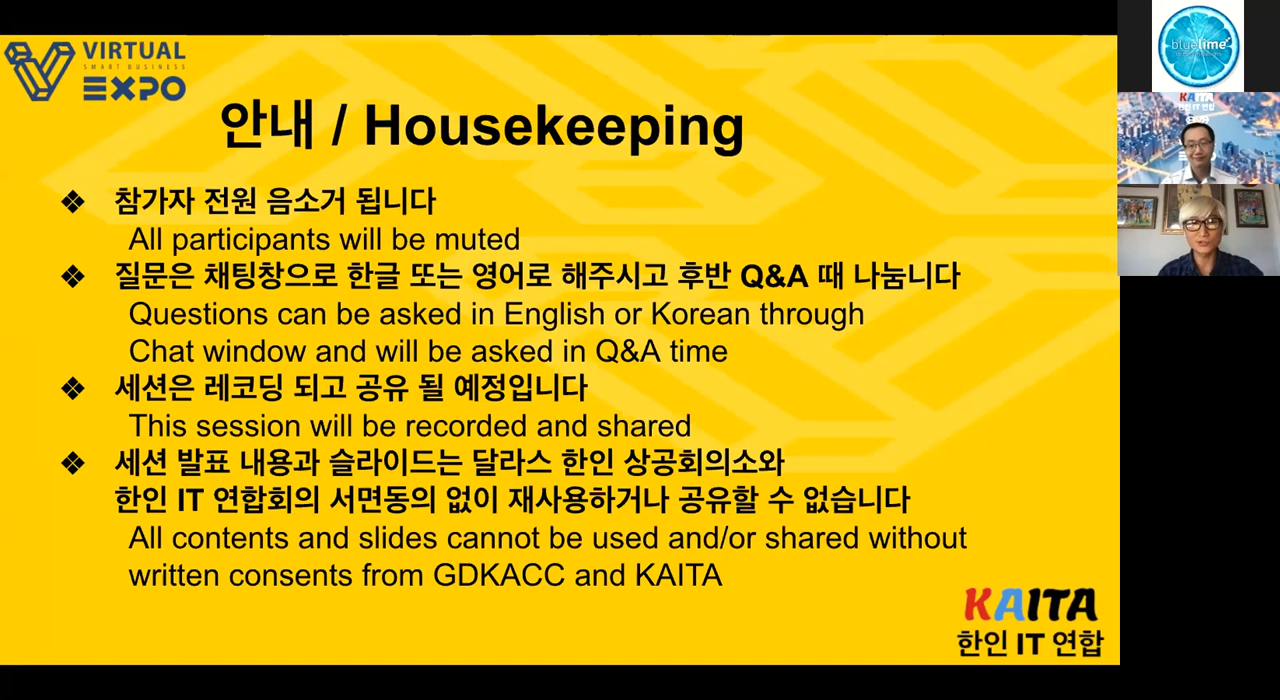 VIRTUAL
SMART BUSINESS
EXPO
안내 / Housekeeping
❖ 참가자 전원 음소거 됩니다
All participants will be muted
❖ 질문은 채팅창으로 한글 또는 영어로 해주시고 후반 Q&A 때 나눕니다
Questions can be asked in English or Korean through
Chat window and will be asked in Q&A time
❖ 세션은 레코딩 되고 공유 될 예정입니다
This session will be recorded and shared
❖ 세션 발표 내용과 슬라이드는 달라스 한인 상공회의소와
한인 IT 연합회의 서면동의 없이 재사용하거나 공유할 수 없습니다
All contents and slides cannot be used and/or shared without
written consents from GDKACC and KAITA
KAITA
한인 IT 연합
bluelime
KAITA
한인 IT 연합